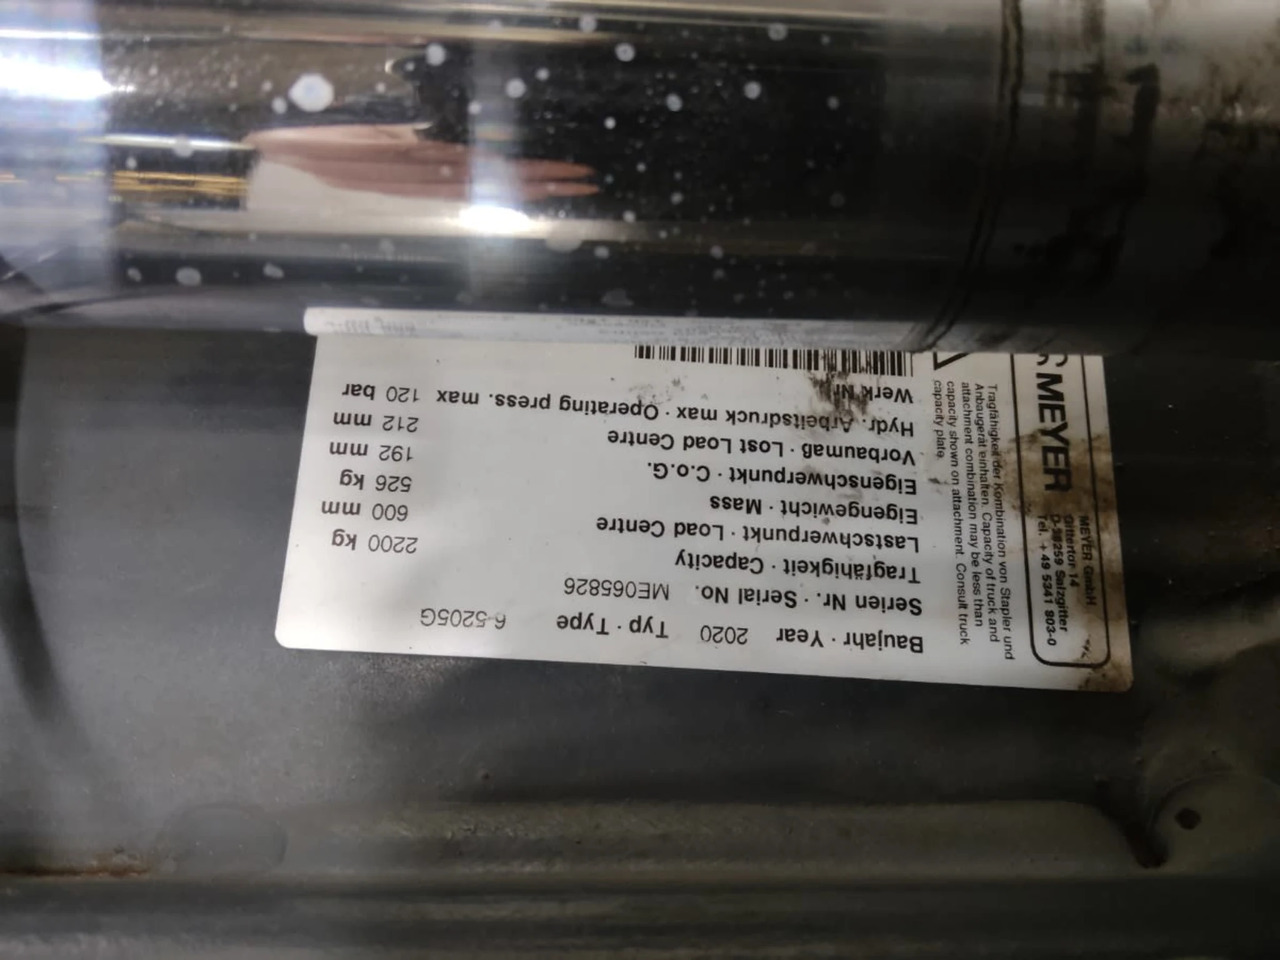 Baujahr · Year 2020 Typ · Type 6-5205G
Serien Nr. · Serial No. ME065826
Tragfähigkeit · Capacity 2200 kg
Lastschwerpunkt · Load Centre 600 mm
Eigengewicht · Mass 526 kg
Eigenschwerpunkt · C.o.G. 192 mm
Vorbaumaß · Lost Load Centre 212 mm
Hydr. Arbeitsdruck max · Operating press. max 120 bar
Werk Nr.
Tragfähigkeit der Kombination von Stapler und
Anbaugerät einhalten. Capacity of truck and
attachment combination may be less than
capacity shown on attachment. Consult truck
capacity plate.
MEYER
MEYER GmbH
Gittertor 14
D-38259 Salzgitter
Tel. +49 5341 903-0